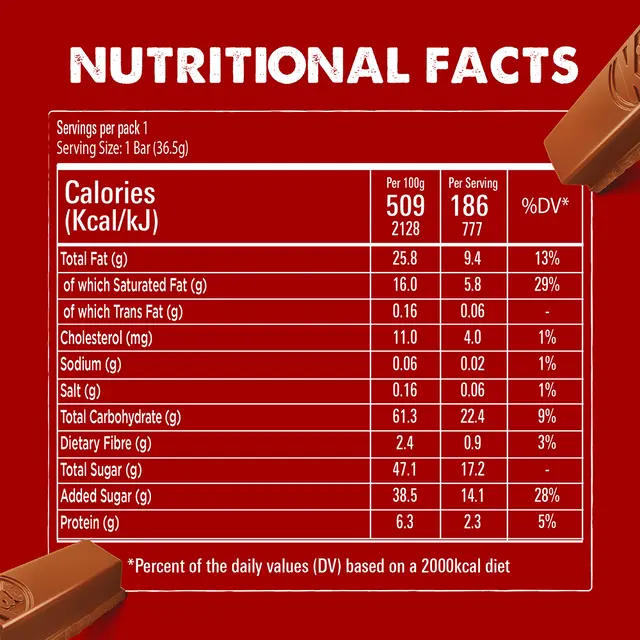 NUTRITIONAL FACTS
Servings per pack 1
Serving Size: 1 Bar (36.5g)
Calories (Kcal/kJ) Per 100g 509 2128 Per Serving 186 777 %DV*
Total Fat (g) 25.8 9.4 13%
of which Saturated Fat (g) 16.0 5.8 29%
of which Trans Fat (g) 0.16 0.06 -
Cholesterol (mg) 11.0 4.0 1%
Sodium (g) 0.06 0.02 1%
Salt (g) 0.16 0.06 1%
Total Carbohydrate (g) 61.3 22.4 9%
Dietary Fibre (g) 2.4 0.9 3%
Total Sugar (g) 47.1 17.2 -
Added Sugar (g) 38.5 14.1 28%
Protein (g) 6.3 2.3 5%
*Percent of the daily values (DV) based on a 2000kcal diet